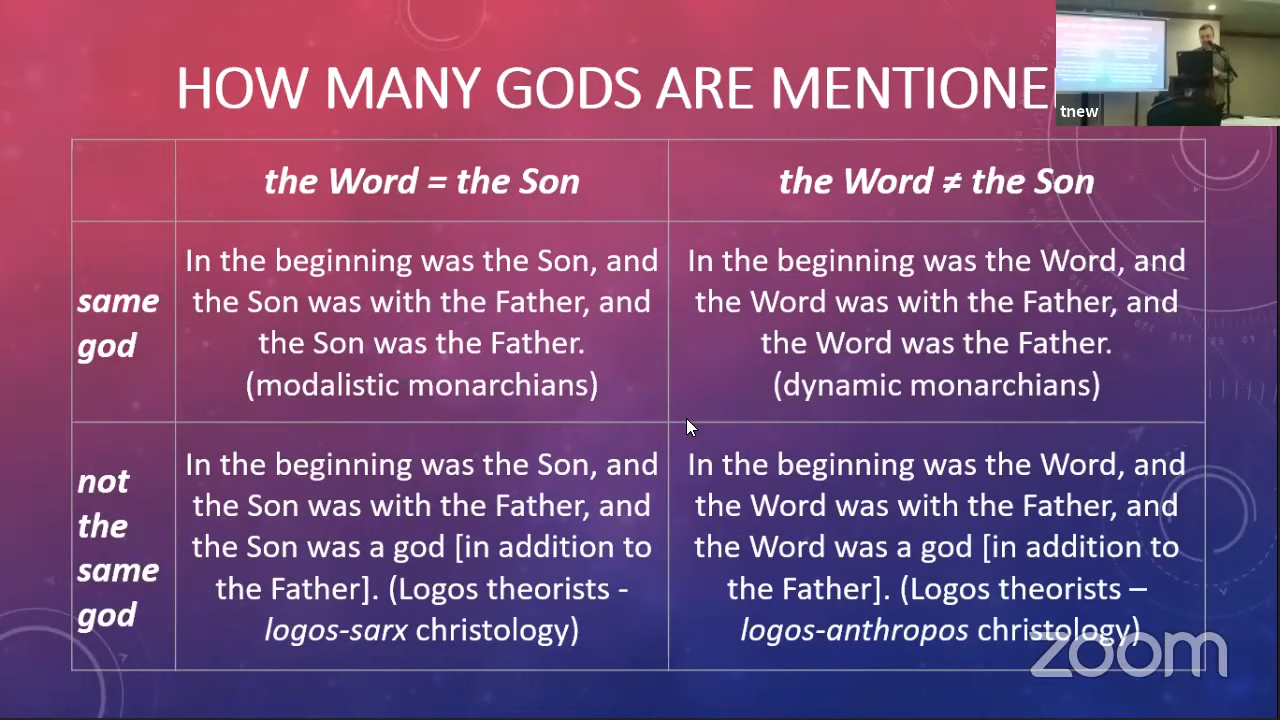 HOW MANY GODS ARE MENTIONE
tnew
the Word = the Son
the Word ≠ the Son
same
god
In the beginning was the Son, and
the Son was with the Father, and
the Son was the Father.
(modalistic monarchians)
In the beginning was the Word, and
the Word was with the Father, and
the Word was the Father.
(dynamic monarchians)
not
the
same
god
In the beginning was the Son, and
the Son was with the Father, and
the Son was a god [in addition to
the Father]. (Logos theorists -
logos-sarx christology)
In the beginning was the Word, and
the Word was with the Father, and
the Word was a god [in addition to
the Father]. (Logos theorists –
logos-anthropos christology)
zoom